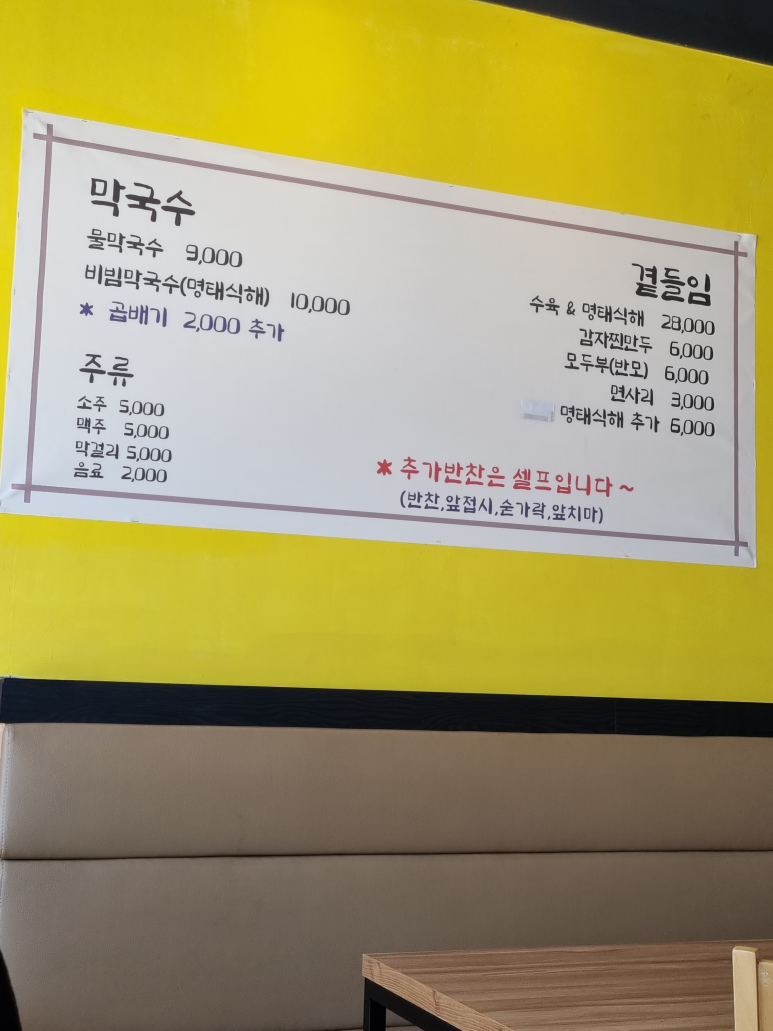 막국수
물막국수 9,000
비빔막국수(명태식해) 10,000
* 곱배기 2,000 추가
주류
소주 5,000
맥주 5,000
막걸리 5,000
음료 2,000
곁들임
수육 & 명태식해 28,000
감자찐만두 6,000
모두부(반모) 6,000
면사리 3,000
명태식해 추가 6,000
* 추가반찬은 셀프입니다 ~
(반찬,앞접시,숟가락,앞치마)